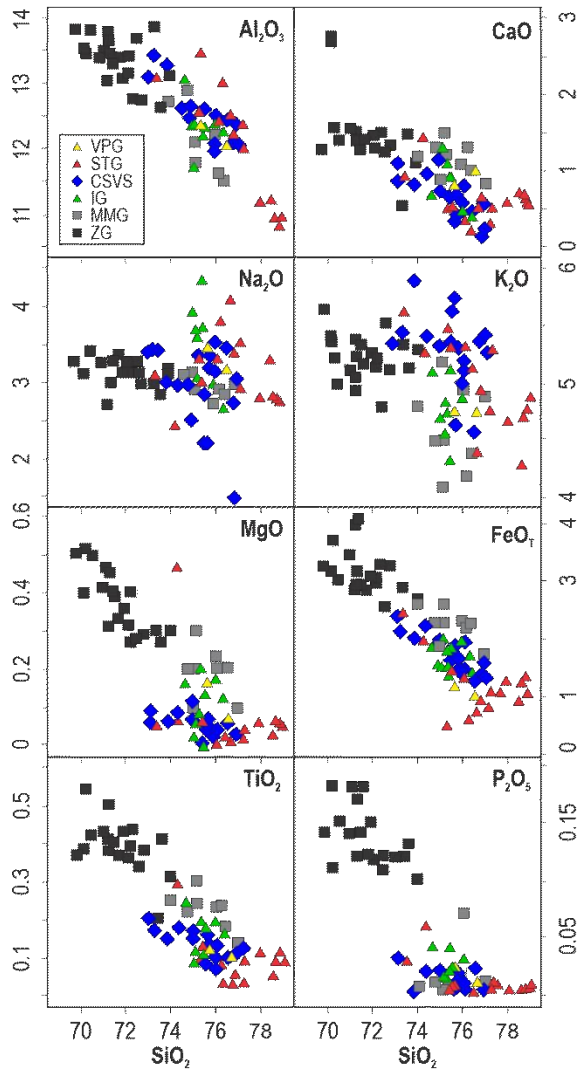 Al₂O₃
14
13
12
11
VPG
STG
CSVS
IG
MMG
ZG
CaO
3
2
1
0
Na₂O
4
3
2
K₂O
6
5
4
MgO
0.6
0.4
0.2
0
FeOT
4
3
2
1
0
TiO₂
0.5
0.3
0.1
P₂O₅
0.15
0.05
70 72 74 76 78
SiO₂
70 72 74 76 78
SiO₂